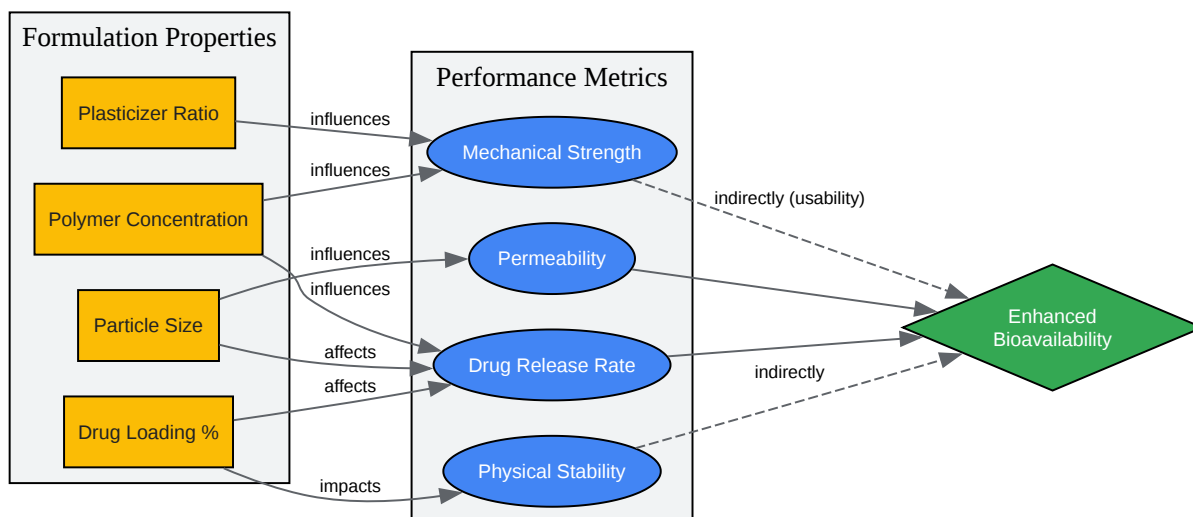 Formulation Properties
Plasticizer Ratio
Polymer Concentration
Particle Size
Drug Loading %
influences
influences
influences
influences
affects
affects
impacts
Performance Metrics
Mechanical Strength
Permeability
Drug Release Rate
Physical Stability
indirectly (usability)
indirectly
Enhanced
Bioavailability